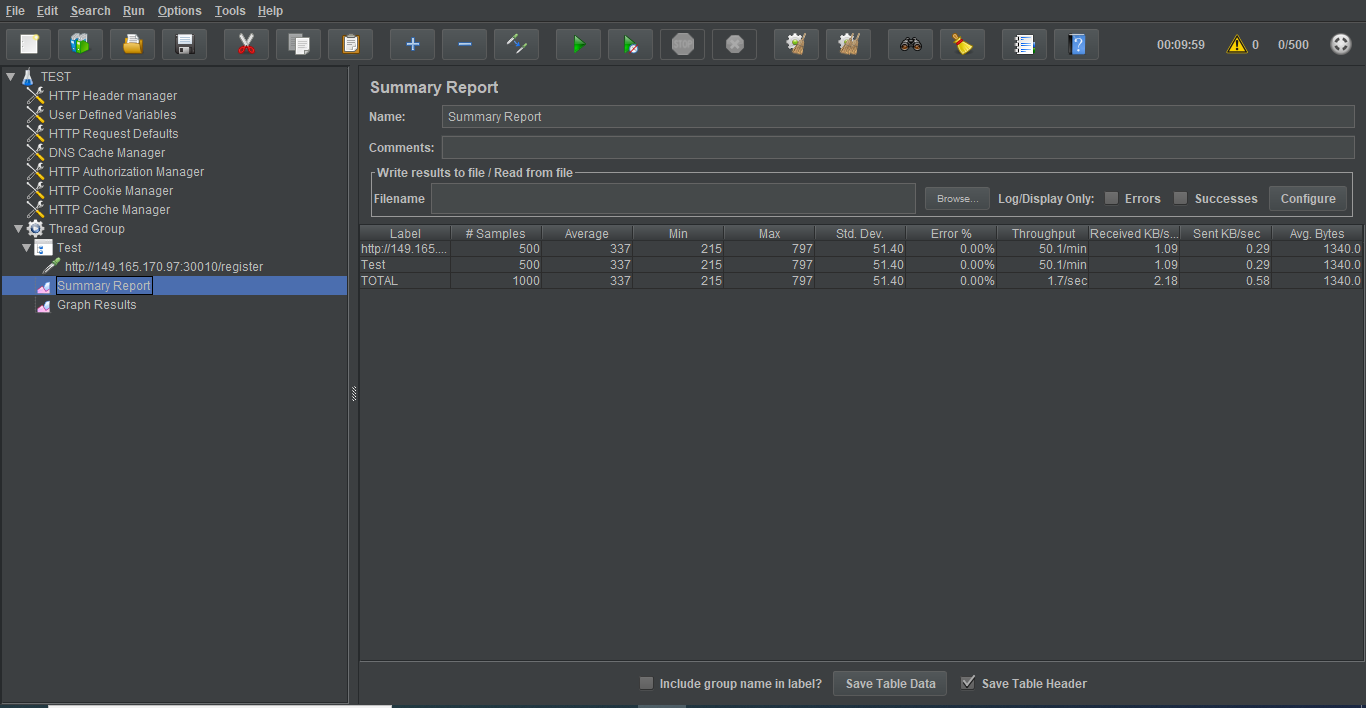 File Edit Search Run Options Tools Help
STOP 00:09:59 0 0/500
TEST
HTTP Header manager
User Defined Variables
HTTP Request Defaults
DNS Cache Manager
HTTP Authorization Manager
HTTP Cookie Manager
HTTP Cache Manager
Thread Group
Test
http://149.165.170.97:30010/register
Summary Report
Graph Results
Summary Report
Name: Summary Report
Comments:
Write results to file / Read from file
Filename Browse... Log/Display Only: Errors Successes Configure
Label # Samples Average Min Max Std. Dev. Error % Throughput Received KB/s... Sent KB/sec Avg. Bytes
http://149.165.... 500 337 215 797 51.40 0.00% 50.1/min 1.09 0.29 1340.0
Test 500 337 215 797 51.40 0.00% 50.1/min 1.09 0.29 1340.0
TOTAL 1000 337 215 797 51.40 0.00% 1.7/sec 2.18 0.58 1340.0
Include group name in label? Save Table Data Save Table Header